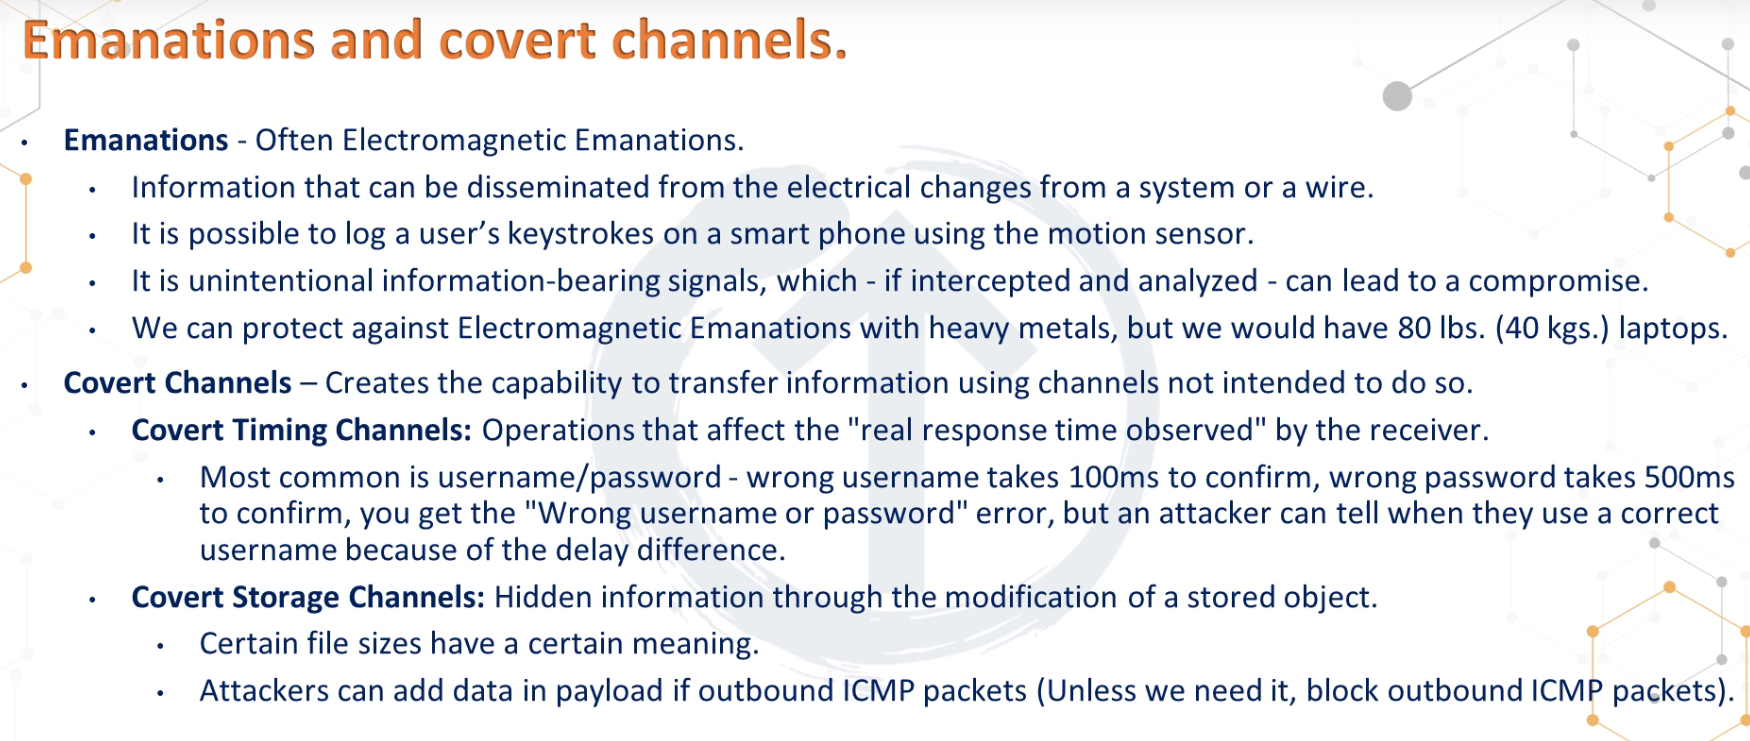 Emanations and covert channels.
• Emanations - Often Electromagnetic Emanations.
• Information that can be disseminated from the electrical changes from a system or a wire.
• It is possible to log a user’s keystrokes on a smart phone using the motion sensor.
• It is unintentional information-bearing signals, which - if intercepted and analyzed - can lead to a compromise.
• We can protect against Electromagnetic Emanations with heavy metals, but we would have 80 lbs. (40 kgs.) laptops.
• Covert Channels – Creates the capability to transfer information using channels not intended to do so.
• Covert Timing Channels: Operations that affect the "real response time observed" by the receiver.
• Most common is username/password - wrong username takes 100ms to confirm, wrong password takes 500ms
to confirm, you get the "Wrong username or password" error, but an attacker can tell when they use a correct
username because of the delay difference.
• Covert Storage Channels: Hidden information through the modification of a stored object.
• Certain file sizes have a certain meaning.
• Attackers can add data in payload if outbound ICMP packets (Unless we need it, block outbound ICMP packets).